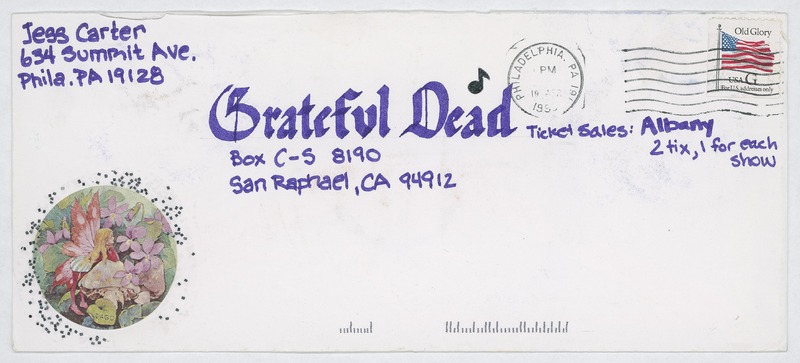 Jess Carter
634 Summit Ave.
Phila. PA 19128
Grateful Dead
Box C-S 8190
San Raphael, CA 94912
Ticket Sales: Albany
2 tix, 1 for each
show
PHILADELPHIA, PA
PM
Old Glory
USA G
For U.S. addresses only